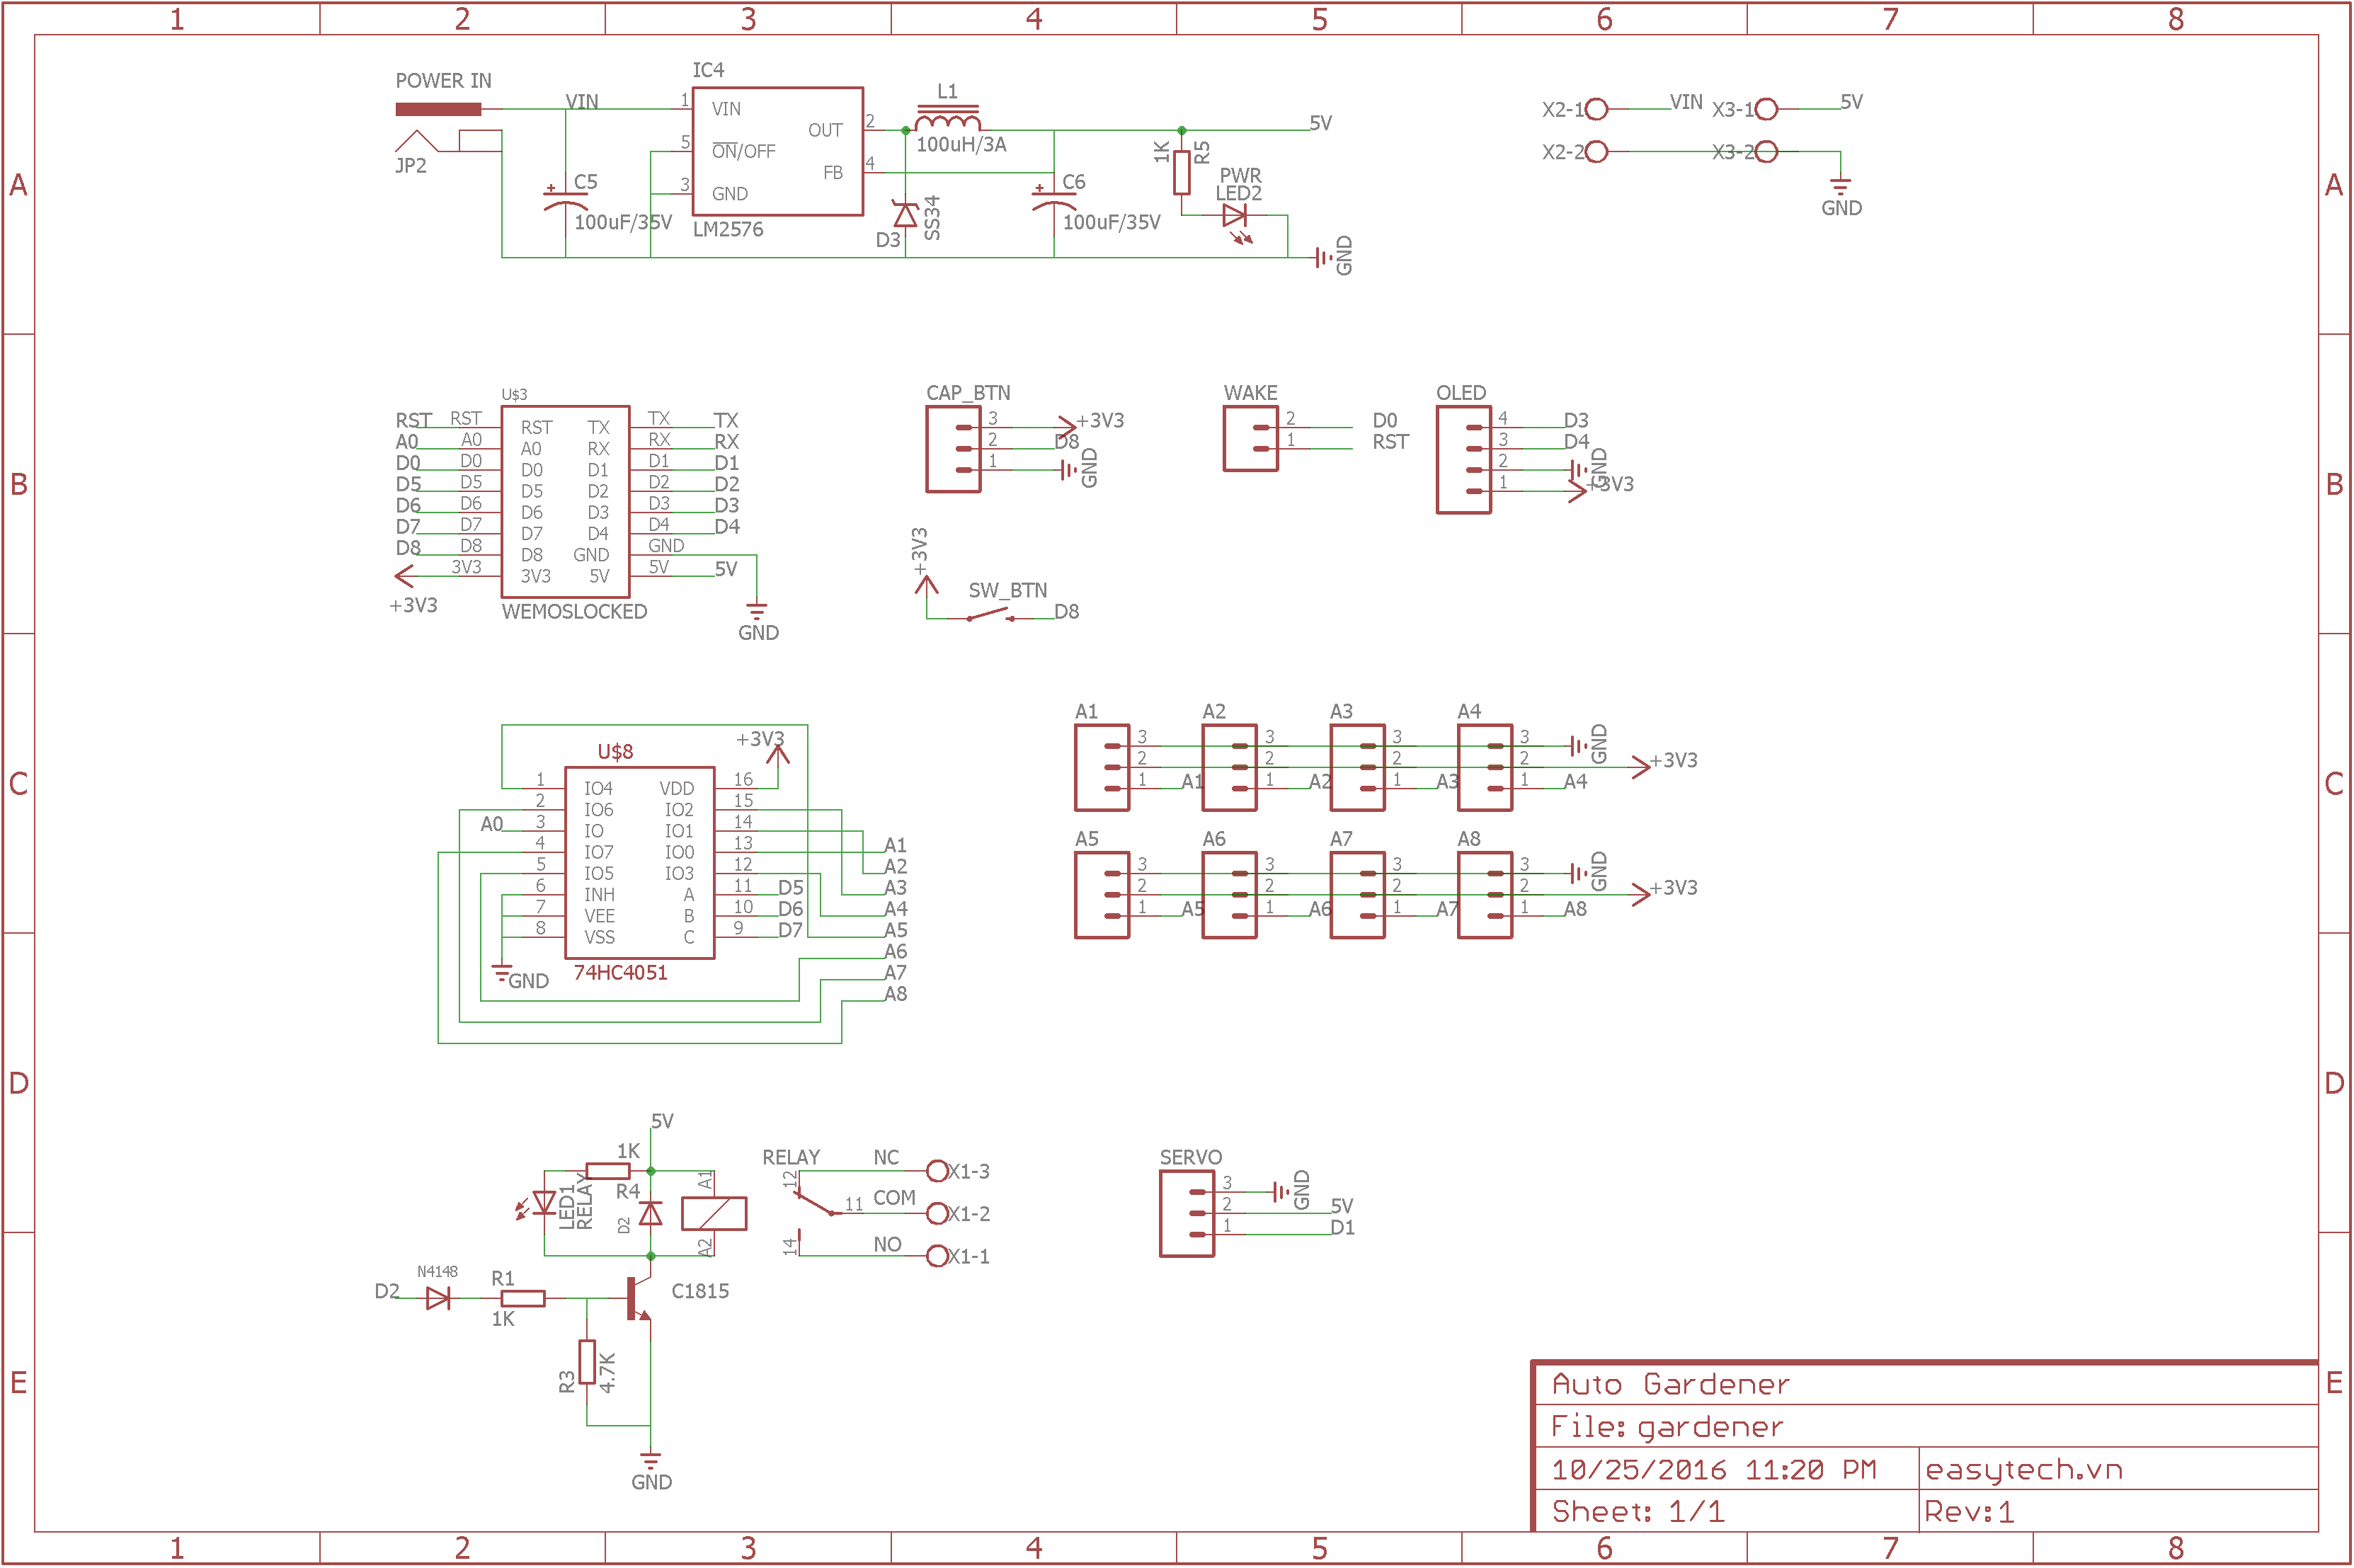 1 2 3 4 5 6 7 8
A A
B B
C C
D D
E E
POWER IN
JP2
VIN
C5
100uF/35V
IC4
1 VIN
5 ON/OFF
3 GND
OUT 2
FB 4
LM2576
L1
100uH/3A
D3
SS34
C6
100uF/35V
1K
R5
PWR
LED2
5V
GND
X2-1 VIN X3-1 5V
X2-2 X3-2
GND
U$3
RST RST RST TX TX TX
A0 A0 A0 RX RX RX
D0 D0 D0 D1 D1 D1
D5 D5 D5 D2 D2 D2
D6 D6 D6 D3 D3 D3
D7 D7 D7 D4 D4 D4
D8 D8 D8 GND GND
3V3 3V3 5V 5V 5V
+3V3
WEMOSLOCKED
GND
CAP_BTN
3 +3V3
2 D8
1 GND
WAKE
2 D0
1 RST
OLED
4 D3
3 D4
2 GND
1 +3V3
+3V3
SW_BTN
D8
U$8
+3V3
1 IO4 VDD 16
2 IO6 IO2 15
A0 3 IO IO1 14
4 IO7 IO0 13 A1
5 IO5 IO3 12 A2
6 INH A 11 D5 A3
7 VEE B 10 D6 A4
8 VSS C 9 D7 A5
A6
A7
A8
GND
74HC4051
A1 A2 A3 A4
3 3 3 3 GND
2 2 2 2 +3V3
1 A1 1 A2 1 A3 1 A4
A5 A6 A7 A8
3 3 3 3 GND
2 2 2 2 +3V3
1 A5 1 A6 1 A7 1 A8
5V
1K
R4
LED1
RELAY
D2
A1
A2
D2
N4148
R1
1K
C1815
R3
4.7K
GND
RELAY
12 NC X1-3
11 COM X1-2
14 NO X1-1
SERVO
3 GND
2 5V
1 D1
Auto Gardener
File: gardener
10/25/2016 11:20 PM easytech.vn
Sheet: 1/1 Rev:1
1 2 3 4 5 6 7 8